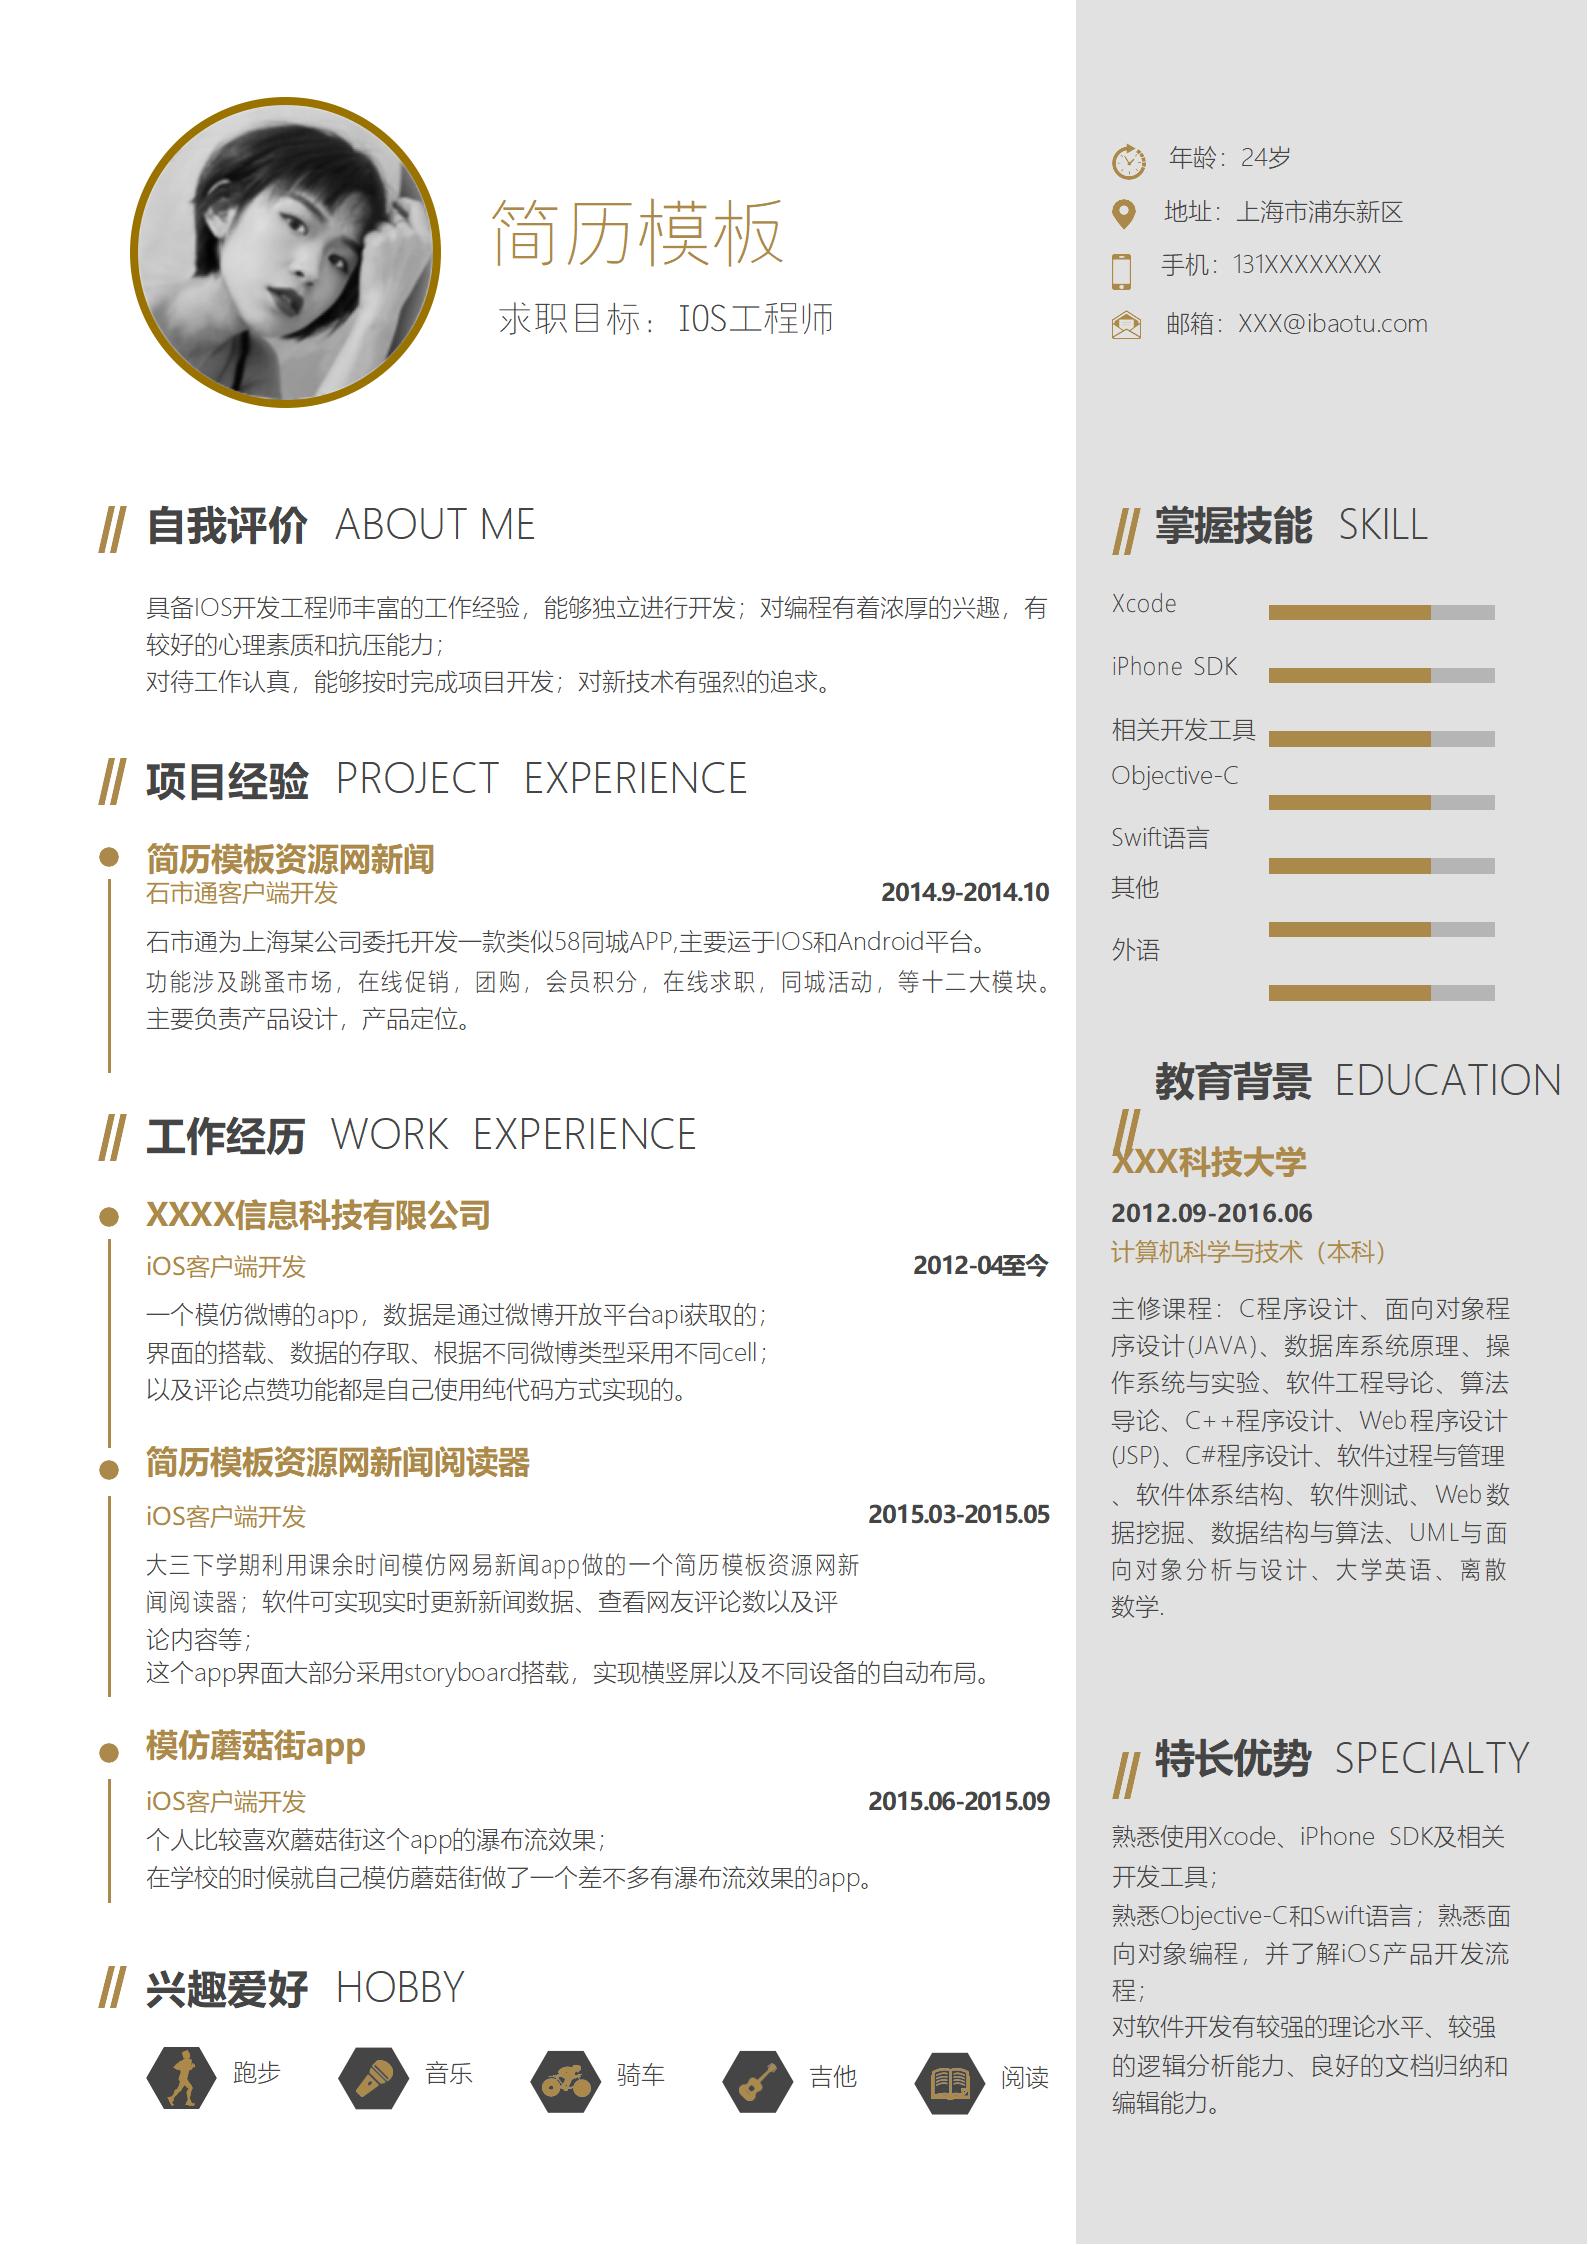 简历模板
求职目标：IOS工程师
年龄：24岁
地址：上海市浦东新区
手机：131XXXXXXXX
邮箱：XXX@ibaotu.com
自我评价 ABOUT ME
具备IOS开发工程师丰富的工作经验，能够独立进行开发；对编程有着浓厚的兴趣，有
较好的心理素质和抗压能力；
对待工作认真，能够按时完成项目开发；对新技术有强烈的追求。
项目经验 PROJECT EXPERIENCE
简历模板资源网新闻
石市通客户端开发 2014.9-2014.10
石市通为上海某公司委托开发一款类似58同城APP,主要运于IOS和Android平台。
功能涉及跳蚤市场，在线促销，团购，会员积分，在线求职，同城活动，等十二大模块。
主要负责产品设计，产品定位。
工作经历 WORK EXPERIENCE
XXXX信息科技有限公司
iOS客户端开发 2012-04至今
一个模仿微博的app，数据是通过微博开放平台api获取的；
界面的搭载、数据的存取、根据不同微博类型采用不同cell；
以及评论点赞功能都是自己使用纯代码方式实现的。
简历模板资源网新闻阅读器
iOS客户端开发 2015.03-2015.05
大三下学期利用课余时间模仿网易新闻app做的一个简历模板资源网新
闻阅读器；软件可实现实时更新新闻数据、查看网友评论数以及评
论内容等；
这个app界面大部分采用storyboard搭载，实现横竖屏以及不同设备的自动布局。
模仿蘑菇街app
iOS客户端开发 2015.06-2015.09
个人比较喜欢蘑菇街这个app的瀑布流效果；
在学校的时候就自己模仿蘑菇街做了一个差不多有瀑布流效果的app。
兴趣爱好 HOBBY
跑步 音乐 骑车 吉他 阅读
掌握技能 SKILL
Xcode
iPhone SDK
相关开发工具
Objective-C
Swift语言
其他
外语
教育背景 EDUCATION
XXX科技大学
2012.09-2016.06
计算机科学与技术（本科）
主修课程：C程序设计、面向对象程
序设计(JAVA)、数据库系统原理、操
作系统与实验、软件工程导论、算法
导论、C++程序设计、Web程序设计
(JSP)、C#程序设计、软件过程与管理
、软件体系结构、软件测试、Web数
据挖掘、数据结构与算法、UML与面
向对象分析与设计、大学英语、离散
数学.
特长优势 SPECIALTY
熟悉使用Xcode、iPhone SDK及相关
开发工具；
熟悉Objective-C和Swift语言；熟悉面
向对象编程，并了解iOS产品开发流
程；
对软件开发有较强的理论水平、较强
的逻辑分析能力、良好的文档归纳和
编辑能力。